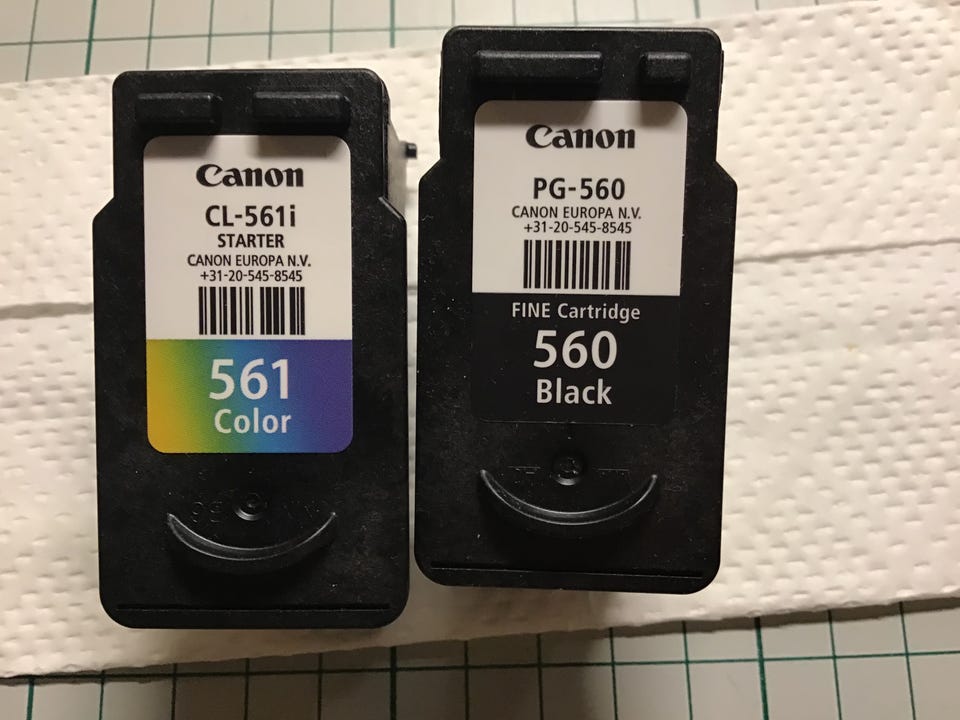 Canon
CL-561i
STARTER
CANON EUROPA N.V.
+31-20-545-8545
561
Color
Canon
PG-560
CANON EUROPA N.V.
+31-20-545-8545
FINE Cartridge
560
Black